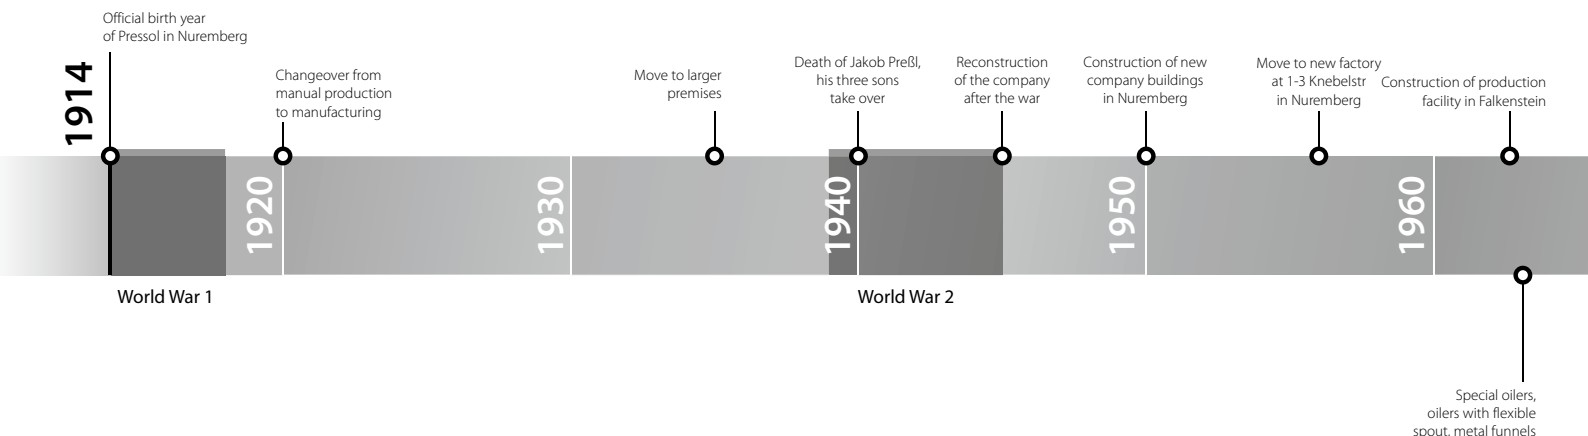 Official birth year
of Pressol in Nuremberg
1914
Changeover from
manual production
to manufacturing
Move to larger
premises
Death of Jakob Preßl,
his three sons
take over
Reconstruction
of the company
after the war
Construction of new
company buildings
in Nuremberg
Move to new factory
at 1-3 Knebelstr
in Nuremberg
Construction of production
facility in Falkenstein
1920
1930
1940
1950
1960
World War 1
World War 2
Special oilers,
oilers with flexible
spout, metal funnels